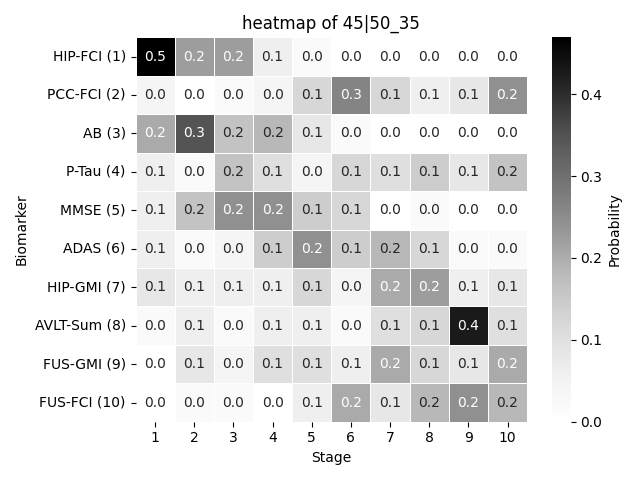 heatmap of 45|50_35
HIP-FCI (1) 0.5 0.2 0.2 0.1 0.0 0.0 0.0 0.0 0.0 0.0
PCC-FCI (2) 0.0 0.0 0.0 0.0 0.1 0.3 0.1 0.1 0.1 0.2
AB (3) 0.2 0.3 0.2 0.2 0.1 0.0 0.0 0.0 0.0 0.0
P-Tau (4) 0.1 0.0 0.2 0.1 0.0 0.1 0.1 0.1 0.1 0.2
MMSE (5) 0.1 0.2 0.2 0.2 0.1 0.1 0.0 0.0 0.0 0.0
ADAS (6) 0.1 0.0 0.0 0.1 0.2 0.1 0.2 0.1 0.0 0.0
HIP-GMI (7) 0.1 0.1 0.1 0.1 0.1 0.0 0.2 0.2 0.1 0.1
AVLT-Sum (8) 0.0 0.1 0.0 0.1 0.1 0.0 0.1 0.1 0.4 0.1
FUS-GMI (9) 0.0 0.1 0.0 0.1 0.1 0.1 0.2 0.1 0.1 0.2
FUS-FCI (10) 0.0 0.0 0.0 0.0 0.1 0.2 0.1 0.2 0.2 0.2
1 2 3 4 5 6 7 8 9 10
Stage
Biomarker
0.4
0.3
0.2
0.1
0.0
Probability